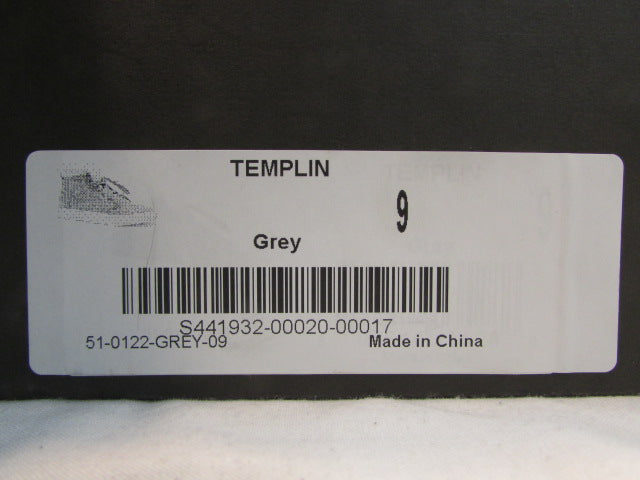 TEMPLIN
9
Grey
S441932-00020-00017
51-0122-GREY-09
Made in China